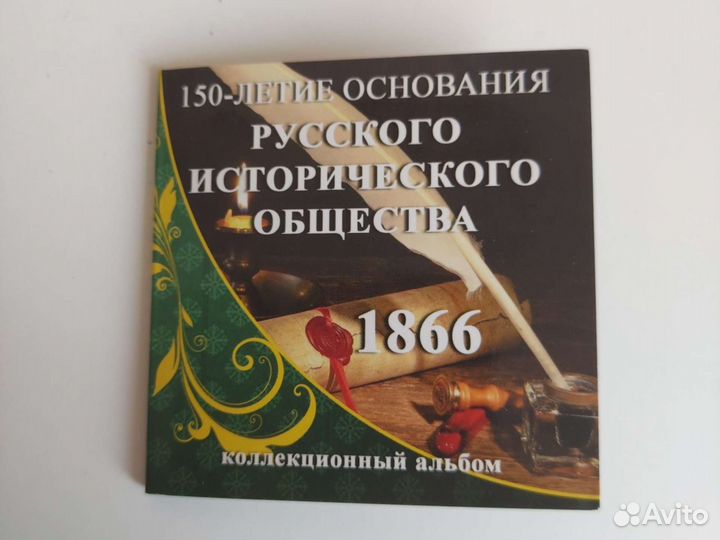 150-ЛЕТИЕ ОСНОВАНИЯ
РУССКОГО
ИСТОРИЧЕСКОГО
ОБЩЕСТВА
1866
коллекционный альбом
Avito